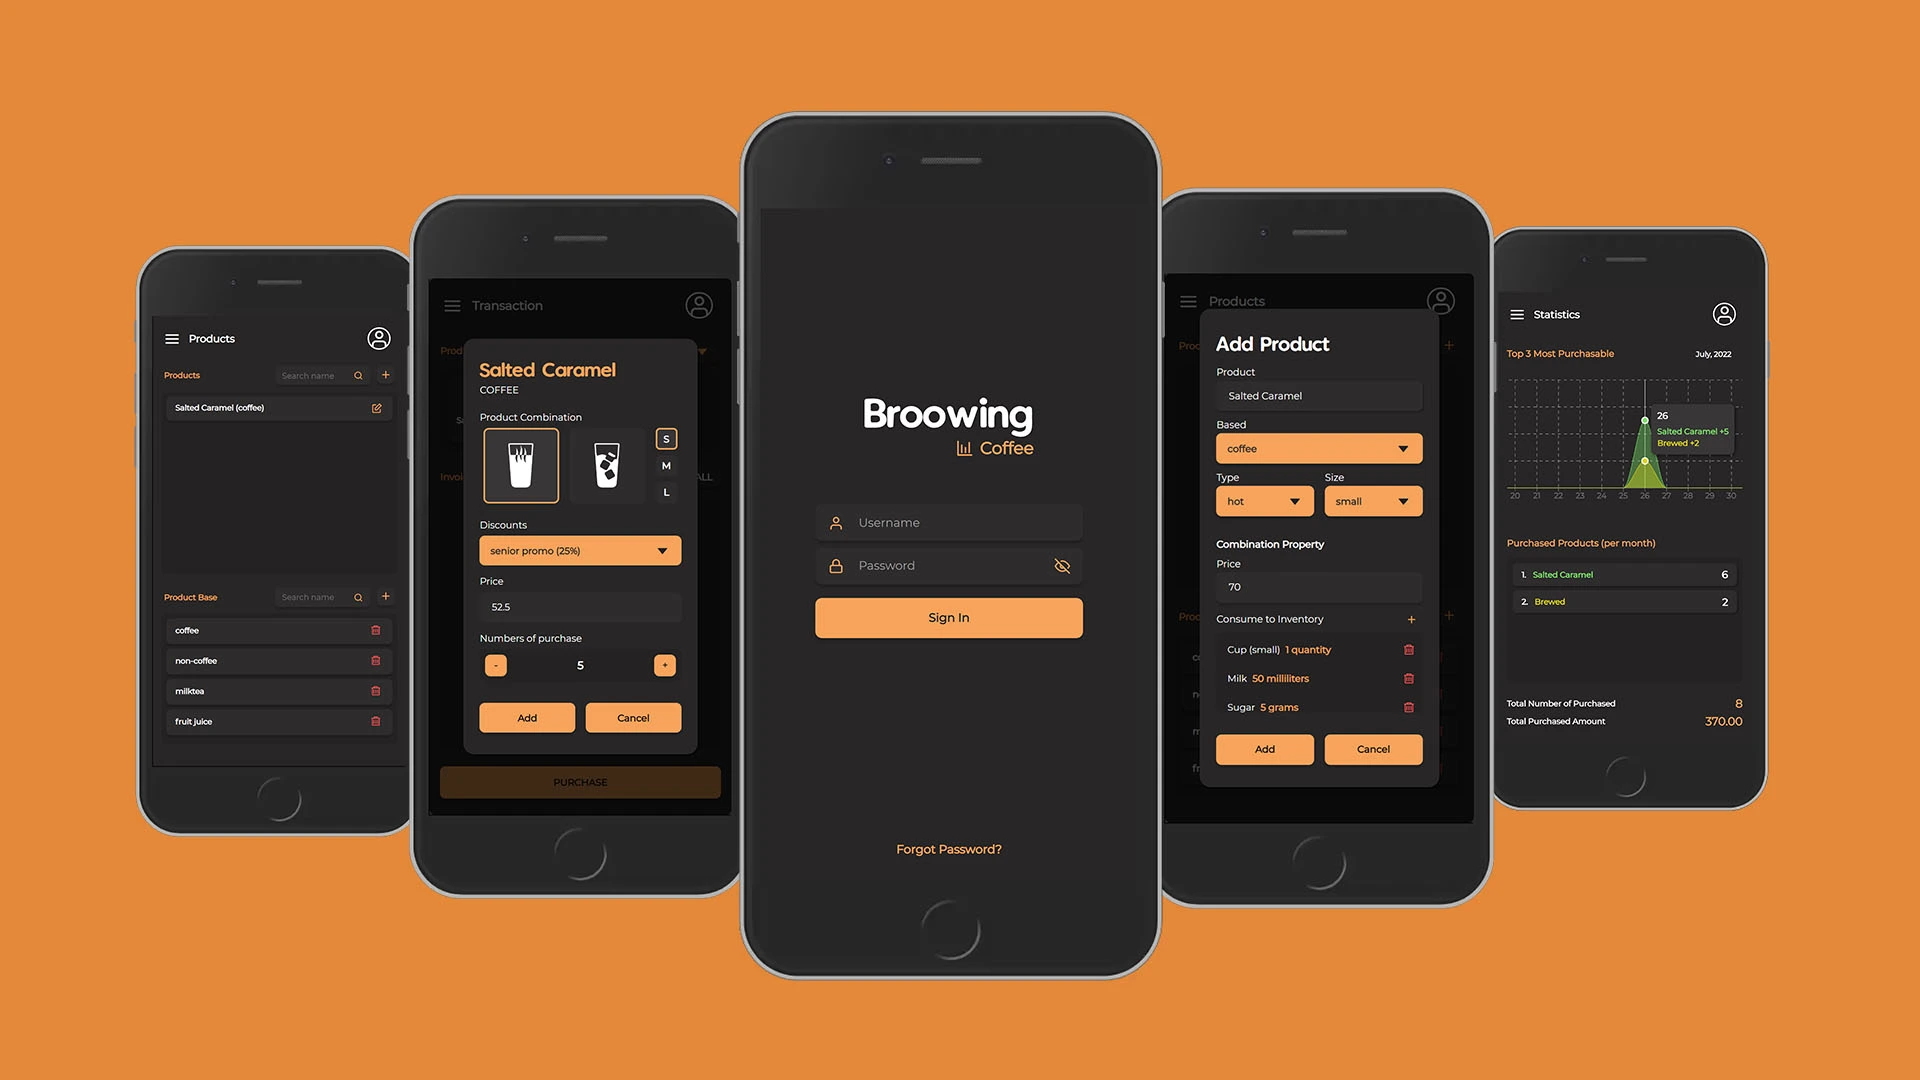 Products
Products
Search name
+
Salted Caramel (coffee)
Product Base
Search name
+
coffee
non-coffee
milktea
fruit juice
Transaction
Prod
Invoi
ALL
Salted Caramel
COFFEE
Product Combination
S
M
L
Discounts
senior promo (25%)
Price
52.5
Numbers of purchase
- 5 +
Add Cancel
PURCHASE
Broowing
Coffee
Username
Password
Sign In
Forgot Password?
Products
Proc
+
Add Product
Product
Salted Caramel
Based
coffee
Type Size
hot small
Combination Property
Price
70
Consume to Inventory +
Cup (small) 1 quantity
Milk 50 milliliters
Sugar 5 grams
Add Cancel
Proc
+
Statistics
Top 3 Most Purchasable July, 2022
26
Salted Caramel +5
Brewed +2
20 21 22 23 24 25 26 27 28 29 30
Purchased Products (per month)
1. Salted Caramel 6
2. Brewed 2
Total Number of Purchased 8
Total Purchased Amount 370.00